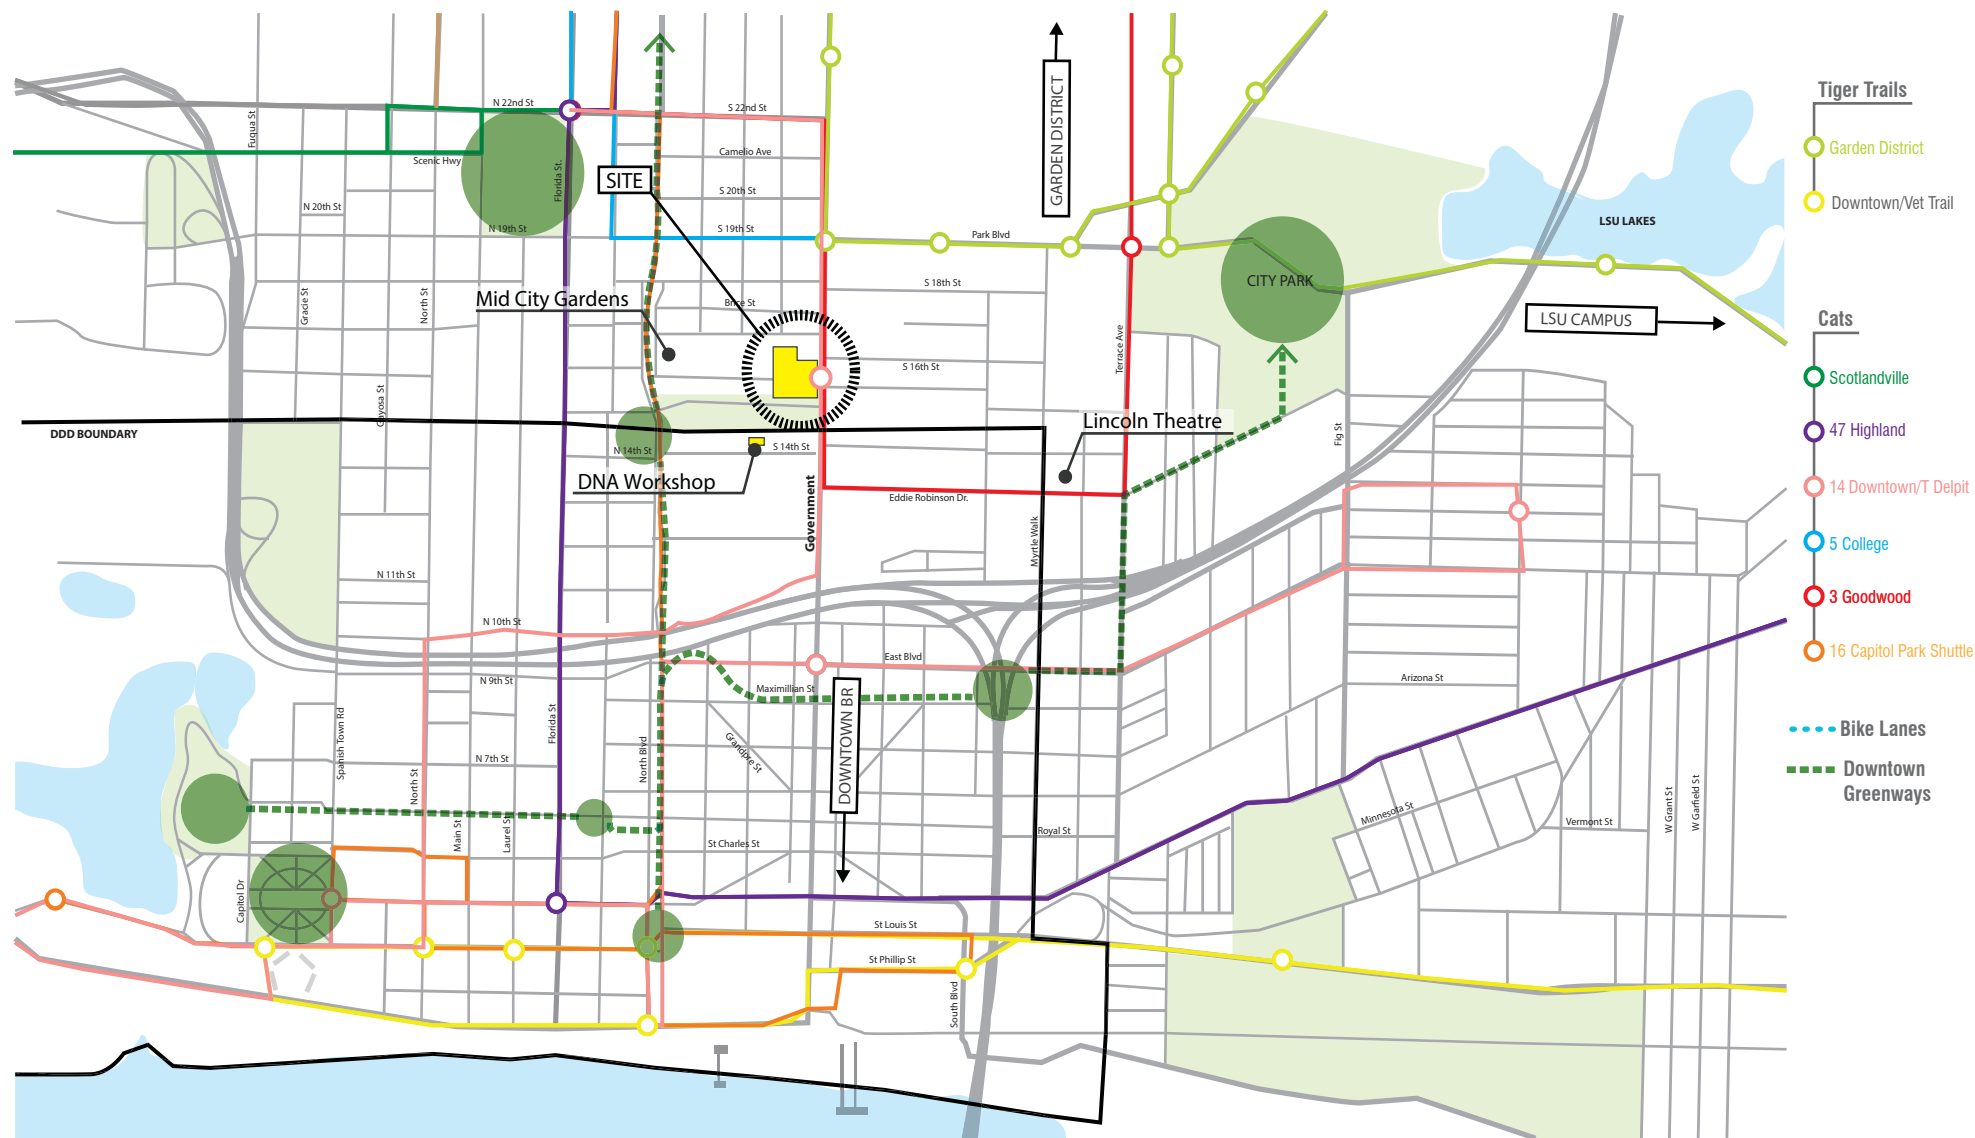 N 22nd St
S 22nd St
Fuqua St
Scenic Hwy
Camelio Ave
Florida St.
SITE
S 20th St
N 20th St
N 19th St
S 19th St
Park Blvd
GARDEN DISTRICT
LSU LAKES
CITY PARK
S 18th St
Gracie St
North St
Mid City Gardens
Brice St
LSU CAMPUS
Terrace Ave
S 16th St
Gayosa St
DDD BOUNDARY
Lincoln Theatre
Fig St
N 14th St
S 14th St
DNA Workshop
Government
Eddie Robinson Dr.
Myrtle Walk
N 11th St
N 10th St
East Blvd
N 9th St
Maximillian St
Arizona St
Spanish Town Rd
Florida St
North Blvd
Grandpre St
DOWNTOWN BR
N 7th St
North St
Main St
Laurel St
St Charles St
Royal St
Minnesota St
Vermont St
W Grant St
W Garfield St
Capitol Dr
St Louis St
St Phillip St
South Blvd
Tiger Trails
Garden District
Downtown/Vet Trail
Cats
Scotlandville
47 Highland
14 Downtown/T Delpit
5 College
3 Goodwood
16 Capitol Park Shuttle
Bike Lanes
Downtown
Greenways